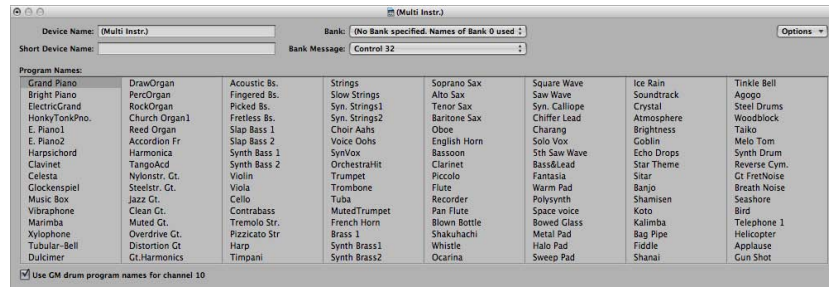 (Multi Instr.)
Device Name: (Multi Instr.) Bank: (No Bank specified. Names of Bank 0 used Options
Short Device Name: Bank Message: Control 32
Program Names:
Grand Piano DrawOrgan Acoustic Bs. Strings Soprano Sax Square Wave Ice Rain Tinkle Bell
Bright Piano PercOrgan Fingered Bs. Slow Strings Alto Sax Saw Wave Soundtrack Agogo
ElectricGrand RockOrgan Picked Bs. Syn. Strings1 Tenor Sax Syn. Calliope Crystal Steel Drums
HonkyTonkPno. Church Organ1 Fretless Bs. Syn. Strings2 Baritone Sax Chiffer Lead Atmosphere Woodblock
E. Piano1 Reed Organ Slap Bass 1 Choir Aahs Oboe Charang Brightness Taiko
E. Piano2 Accordion Fr Slap Bass 2 Voice Oohs English Horn Solo Vox Goblin Melo Tom
Harpsichord Harmonica Synth Bass 1 SynVox Bassoon 5th Saw Wave Echo Drops Synth Drum
Clavinet TangoAcd Synth Bass 2 OrchestraHit Clarinet Bass&Lead Star Theme Reverse Cym.
Celesta Nylonstr. Gt. Violin Trumpet Piccolo Fantasia Sitar Gt FretNoise
Glockenspiel Steelstr. Gt. Viola Trombone Flute Warm Pad Banjo Breath Noise
Music Box Jazz Gt. Cello Tuba Recorder Polysynth Shamisen Seashore
Vibraphone Clean Gt. Contrabass MutedTrumpet Pan Flute Space voice Koto Bird
Marimba Muted Gt. Tremolo Str. French Horn Blown Bottle Bowed Glass Kalimba Telephone 1
Xylophone Overdrive Gt. Pizzicato Str Brass 1 Shakuhachi Metal Pad Bag Pipe Helicopter
Tubular-Bell Distortion Gt Harp Synth Brass1 Whistle Halo Pad Fiddle Applause
Dulcimer Gt.Harmonics Timpani Synth Brass2 Ocarina Sweep Pad Shanai Gun Shot
Use GM drum program names for channel 10